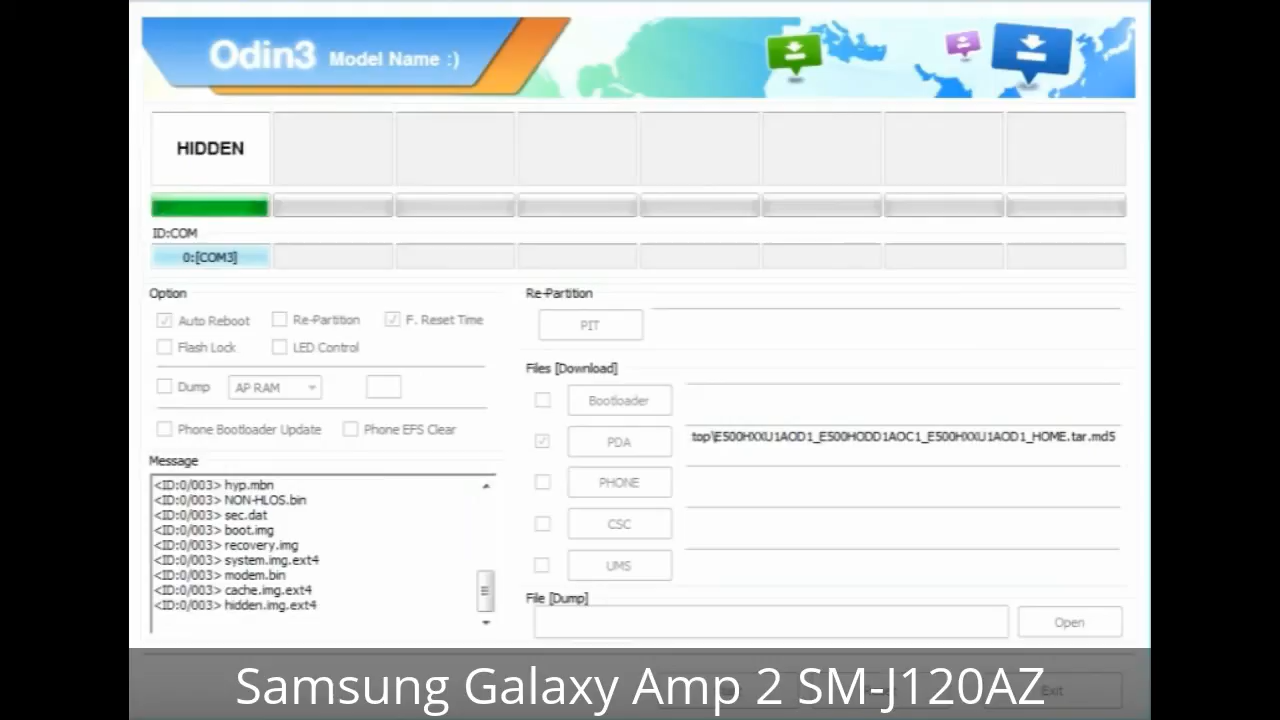 Odin3 Model Name :)
HIDDEN
ID:COM
0:[COM3]
Option
Auto Reboot Re-Partition F. Reset Time
Flash Lock LED Control
Dump AP RAM
Phone Bootloader Update Phone EFS Clear
Message
<ID:0/003> hyp.mbn
<ID:0/003> NON-HLOS.bin
<ID:0/003> sec.dat
<ID:0/003> boot.img
<ID:0/003> recovery.img
<ID:0/003> system.img.ext4
<ID:0/003> modem.bin
<ID:0/003> cache.img.ext4
<ID:0/003> hidden.img.ext4
Re-Partition
PIT
Files [Download]
Bootloader
PDA top\E500HXXU1AOD1_E500HODD1AOC1_E500HXXU1AOD1_HOME.tar.md5
PHONE
CSC
UMS
File [Dump]
Open
Exit
Samsung Galaxy Amp 2 SM-J120AZ